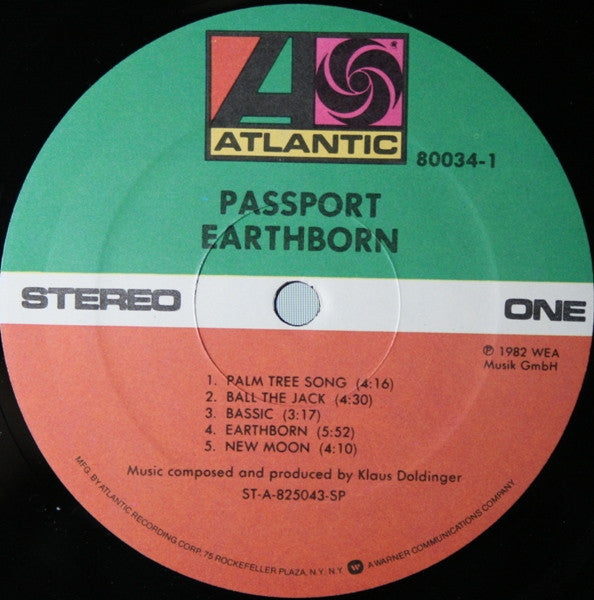 ATLANTIC
®
80034-1
PASSPORT
EARTHBORN
STEREO
ONE
℗ 1982 WEA
Musik GmbH
1. PALM TREE SONG (4:16)
2. BALL THE JACK (4:30)
3. BASSIC (3:17)
4. EARTHBORN (5:52)
5. NEW MOON (4:10)
Music composed and produced by Klaus Doldinger
ST-A-825043-SP
MFG. BY ATLANTIC RECORDING CORP. 75 ROCKEFELLER PLAZA, N.Y. N.Y. W A WARNER COMMUNICATIONS COMPANY